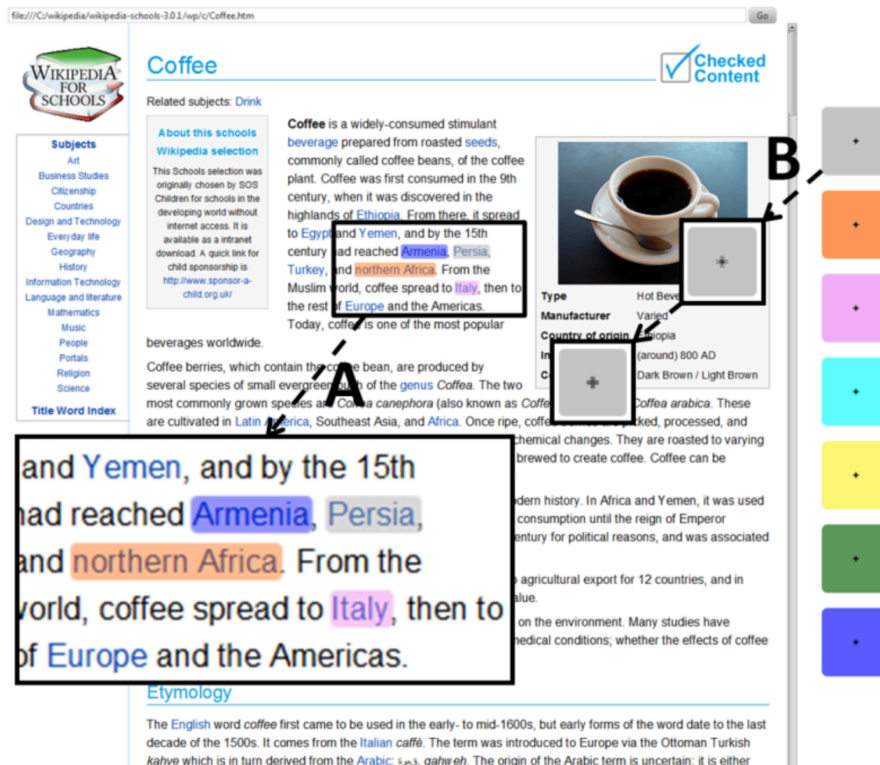 file:///C:/wikipedia/wikipedia-schools-3.0.1/wp/c/Coffee.htm
Go
WIKIPEDIA
FOR
SCHOOLS
Coffee
Checked
Content
Related subjects: Drink
Subjects
Art
Business Studies
Citizenship
Countries
Design and Technology
Everyday life
Geography
History
Information Technology
Language and literature
Mathematics
Music
People
Portals
Religion
Science
Title Word Index
About this schools
Wikipedia selection
This Schools selection was
originally chosen by SOS
Children for schools in the
developing world without
internet access. It is
available as a intranet
download. A quick link for
child sponsorship is
http://www.sponsor-a-
child.org.uk/
Coffee is a widely-consumed stimulant
beverage prepared from roasted seeds,
commonly called coffee beans, of the coffee
plant. Coffee was first consumed in the 9th
century, when it was discovered in the
highlands of Ethiopia. From there, it spread
to Egypt and Yemen, and by the 15th
century had reached Armenia, Persia,
Turkey, and northern Africa. From the
Muslim world, coffee spread to Italy, then to
the rest of Europe and the Americas.
Today, coffee is one of the most popular
beverages worldwide.
B
Type Hot Beve
Manufacturer Varied
Country of origin Ethiopia
In (around) 800 AD
Co Dark Brown / Light Brown
A
Coffee berries, which contain the coffee bean, are produced by
several species of small evergreen of the genus Coffea. The two
most commonly grown species are Coffea canephora (also known as Coffe Coffea arabica. These
are cultivated in Latin America, Southeast Asia, and Africa. Once ripe, coffee picked, processed, and
chemical changes. They are roasted to varying
brewed to create coffee. Coffee can be
dern history. In Africa and Yemen, it was used
consumption until the reign of Emperor
entury for political reasons, and was associated
agricultural export for 12 countries, and in
alue.
on the environment. Many studies have
medical conditions; whether the effects of coffee
and Yemen, and by the 15th
had reached Armenia, Persia,
and northern Africa. From the
world, coffee spread to Italy, then to
of Europe and the Americas.
Etymology
The English word coffee first came to be used in the early- to mid-1600s, but early forms of the word date to the last
decade of the 1500s. It comes from the Italian caffè. The term was introduced to Europe via the Ottoman Turkish
kahve which is in turn derived from the Arabic: qahweh. The origin of the Arabic term is uncertain; it is either